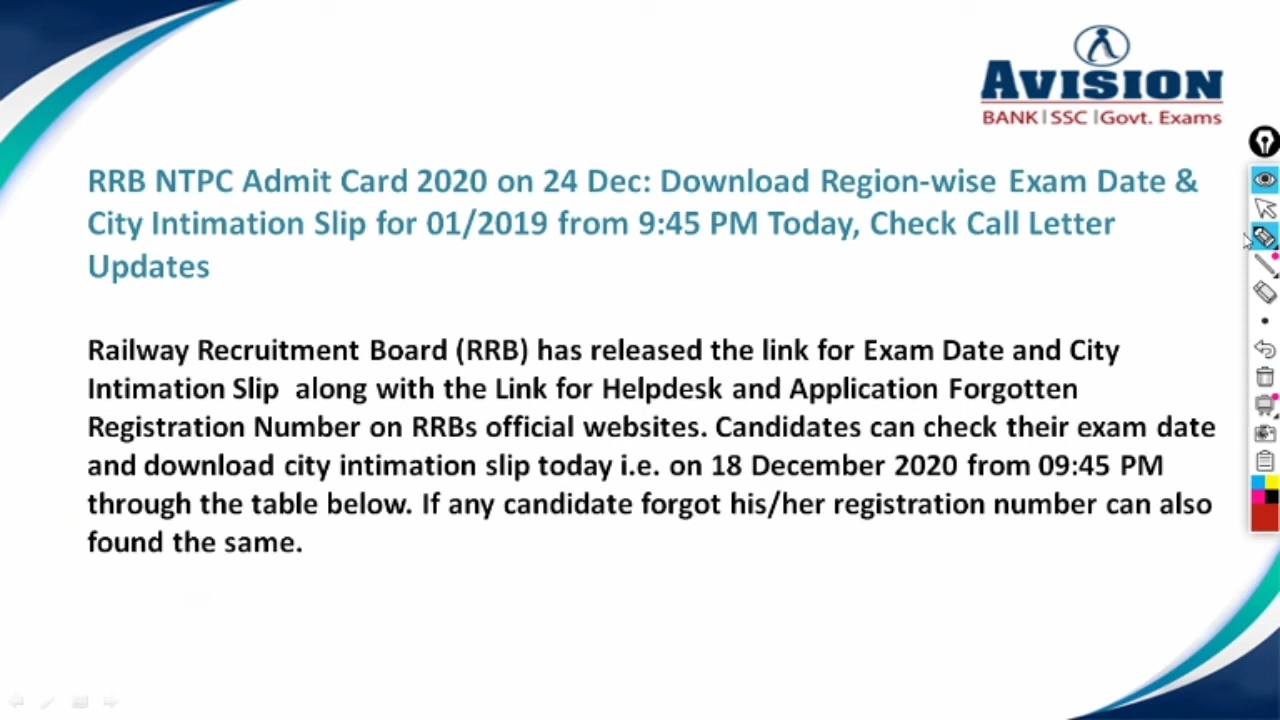 AVISION
BANK | SSC | Govt. Exams
RRB NTPC Admit Card 2020 on 24 Dec: Download Region-wise Exam Date &
City Intimation Slip for 01/2019 from 9:45 PM Today, Check Call Letter
Updates
Railway Recruitment Board (RRB) has released the link for Exam Date and City
Intimation Slip along with the Link for Helpdesk and Application Forgotten
Registration Number on RRBs official websites. Candidates can check their exam date
and download city intimation slip today i.e. on 18 December 2020 from 09:45 PM
through the table below. If any candidate forgot his/her registration number can also
found the same.